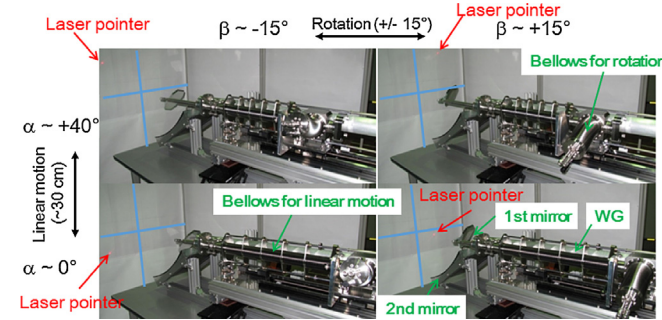 Laser pointer
β ~ -15°
Rotation (+/- 15°)
Laser pointer
β ~ +15°
Bellows for rotation
α ~ +40°
Linear motion
(~30 cm)
Bellows for linear motion
Laser pointer
1st mirror
WG
α ~ 0°
Laser pointer
2nd mirror